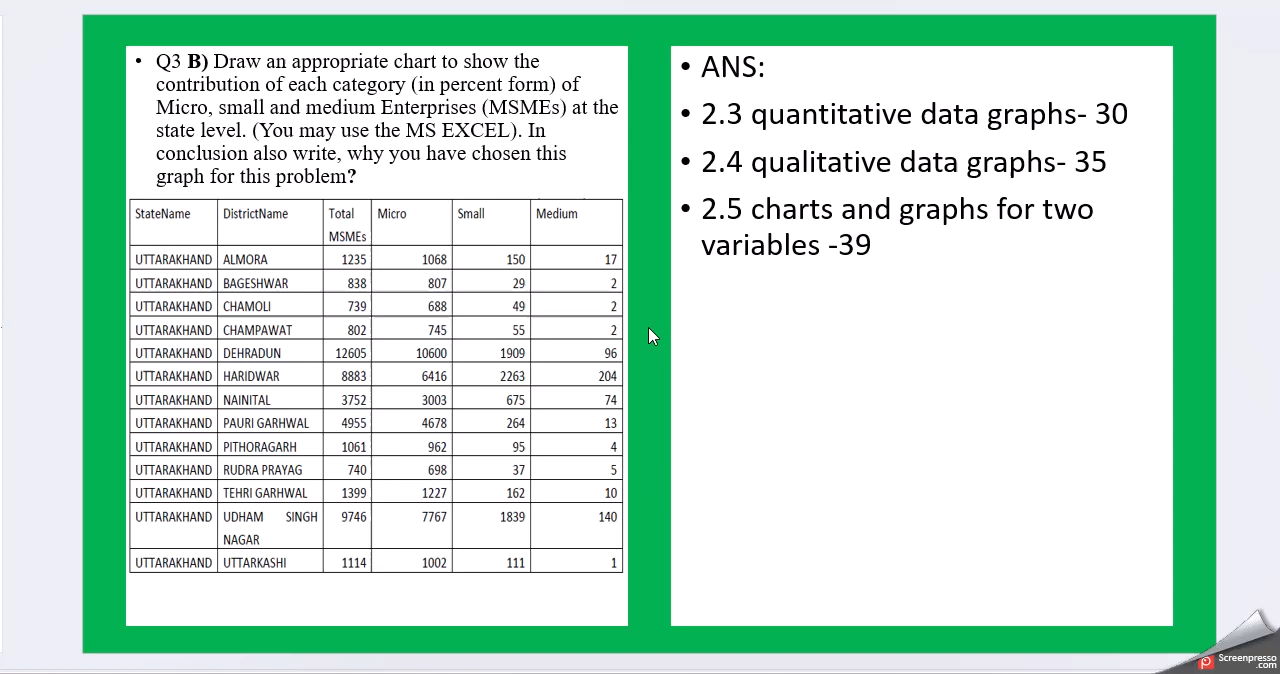 • Q3 B) Draw an appropriate chart to show the
contribution of each category (in percent form) of
Micro, small and medium Enterprises (MSMEs) at the
state level. (You may use the MS EXCEL). In
conclusion also write, why you have chosen this
graph for this problem?
StateName DistrictName Total MSMEs Micro Small Medium
UTTARAKHAND ALMORA 1235 1068 150 17
UTTARAKHAND BAGESHWAR 838 807 29 2
UTTARAKHAND CHAMOLI 739 688 49 2
UTTARAKHAND CHAMPAWAT 802 745 55 2
UTTARAKHAND DEHRADUN 12605 10600 1909 96
UTTARAKHAND HARIDWAR 8883 6416 2263 204
UTTARAKHAND NAINITAL 3752 3003 675 74
UTTARAKHAND PAURI GARHWAL 4955 4678 264 13
UTTARAKHAND PITHORAGARH 1061 962 95 4
UTTARAKHAND RUDRA PRAYAG 740 698 37 5
UTTARAKHAND TEHRI GARHWAL 1399 1227 162 10
UTTARAKHAND UDHAM SINGH NAGAR 9746 7767 1839 140
UTTARAKHAND UTTARKASHI 1114 1002 111 1
• ANS:
• 2.3 quantitative data graphs- 30
• 2.4 qualitative data graphs- 35
• 2.5 charts and graphs for two
variables -39
Screenpresso
.com